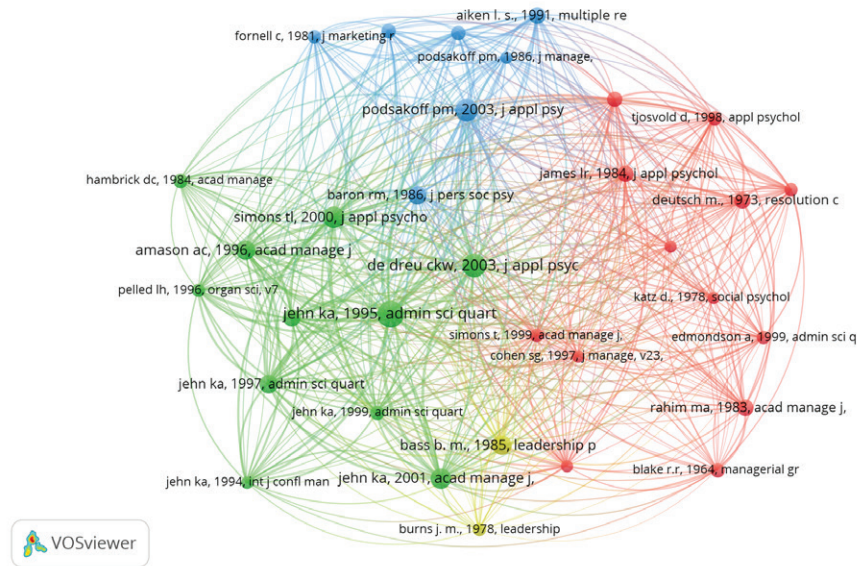 aiken l. s., 1991, multiple re
fornell c, 1981, j marketing r
podsakoff pm, 1986, j manage,
podsakoff pm, 2003, j appl psy
tjosvold d, 1998, appl psychol
hambrick dc, 1984, acad manage
james lr, 1984, j appl psychol
baron rm, 1986, j pers soc psy
deutsch m., 1973, resolution c
simons tl, 2000, j appl psycho
amason ac, 1996, acad manage j
de dreu ckw, 2003, j appl psyc
pelled lh, 1996, organ sci, v7
katz d., 1978, social psychol
jehn ka, 1995, admin sci quart
simons t, 1999, acad manage j,
edmondson a, 1999, admin sci q
cohen sg, 1997, j manage, v23,
jehn ka, 1997, admin sci quart
rahim ma, 1983, acad manage j,
jehn ka, 1999, admin sci quart
bass b. m., 1985, leadership p
blake r.r, 1964, managerial gr
jehn ka, 2001, acad manage j,
jehn ka, 1994, int j confl man
burns j. m., 1978, leadership
VOSviewer